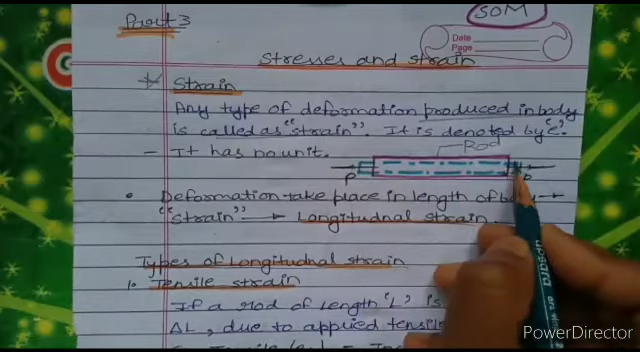 Part 3
SOM
Date
Page
Stresses and strain
Strain
Any type of deformation produced in body
is called as "strain". It is denoted by 'e'.
- It has no unit.
Rod
P P
• Deformation take place in length of body →
"strain" → Longitudnal strain
Types of Longitudnal strain
1. Tensile strain
If a rod of length 'L' is
ΔL, due to applied tensile
PowerDirector